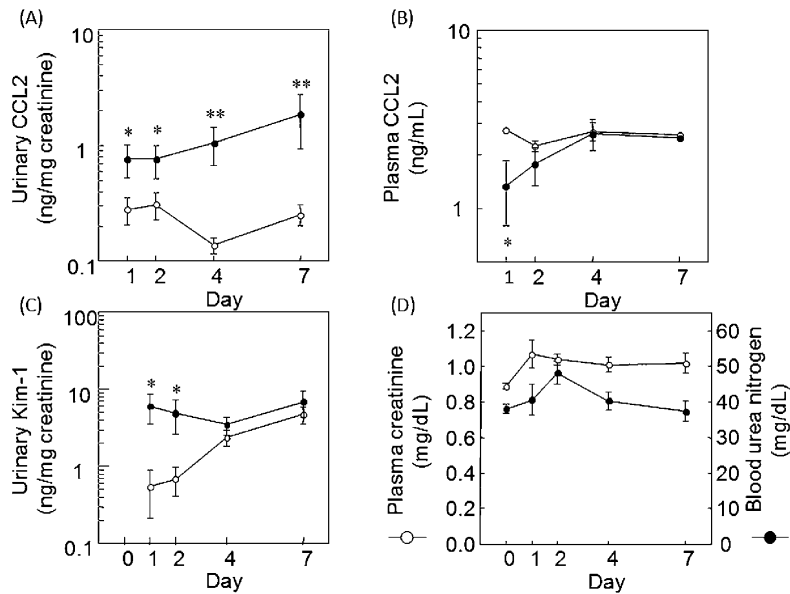 (A)
Urinary CCL2
(ng/mg creatinine)
10
1
0.1
* * ** **
1 2 4 7
Day
(B)
Plasma CCL2
(ng/mL)
10
1
*
1 2 4 7
Day
(C)
Urinary Kim-1
(ng/mg creatinine)
100
10
1
0.1
* *
0 1 2 4 7
Day
(D)
Plasma creatinine
(mg/dL)
1.2
1.0
0.8
0.6
0.4
0.2
0.0
0 1 2 4 7
Day
60
50
40
30
20
10
0
Blood urea nitrogen
(mg/dL)